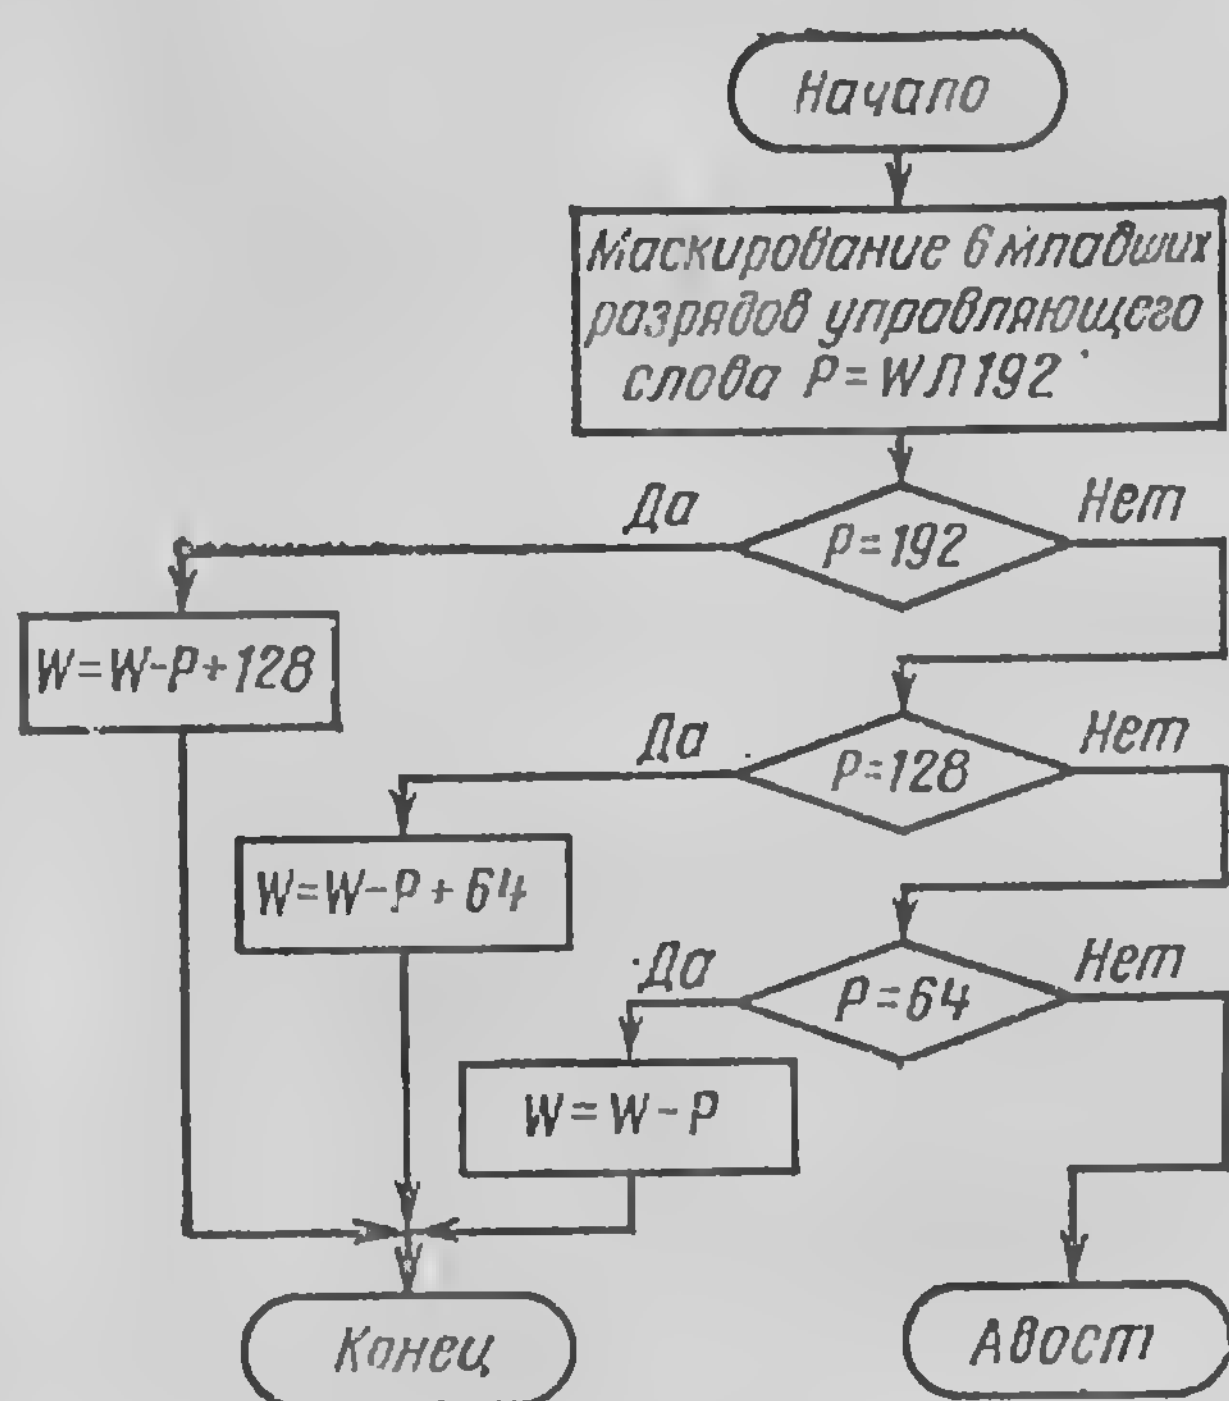 Начало
Маскирование 6 младших
разрядов управляющего
слова P=WЛ192
Да
Нет
P=192
W=W-P+128
Да
Нет
P=128
W=W-P+64
Да
Нет
P=64
W=W-P
Конец
Авост